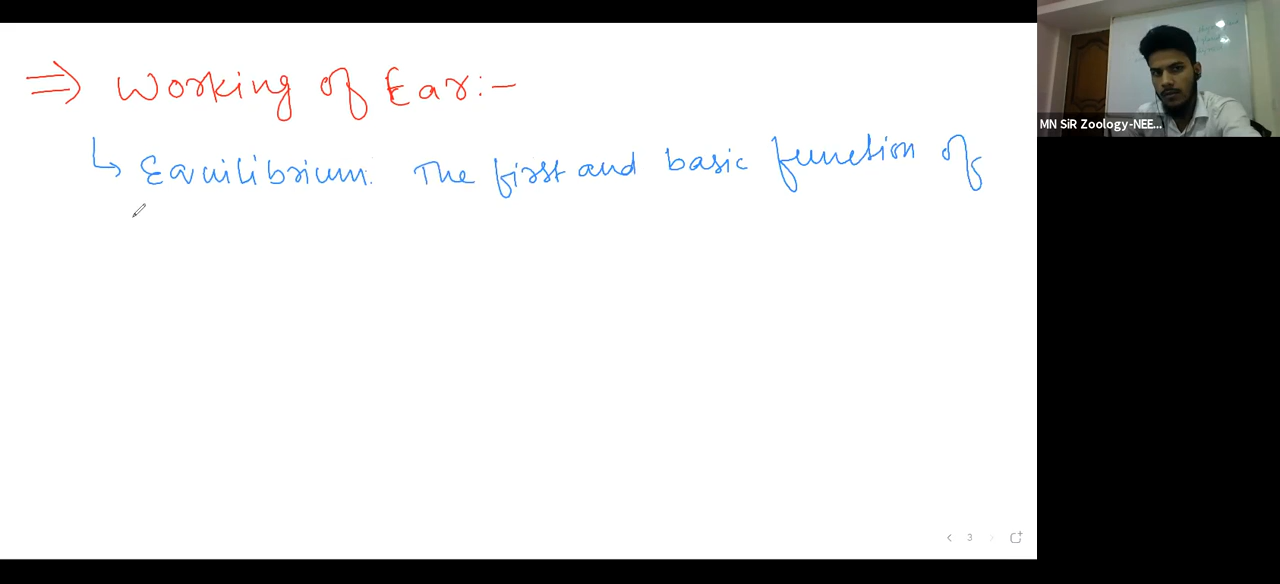 ⇒ Working of Ear:-
↳ Equilibrium: The first and basic function of
MN SiR Zoology-NEE...
3